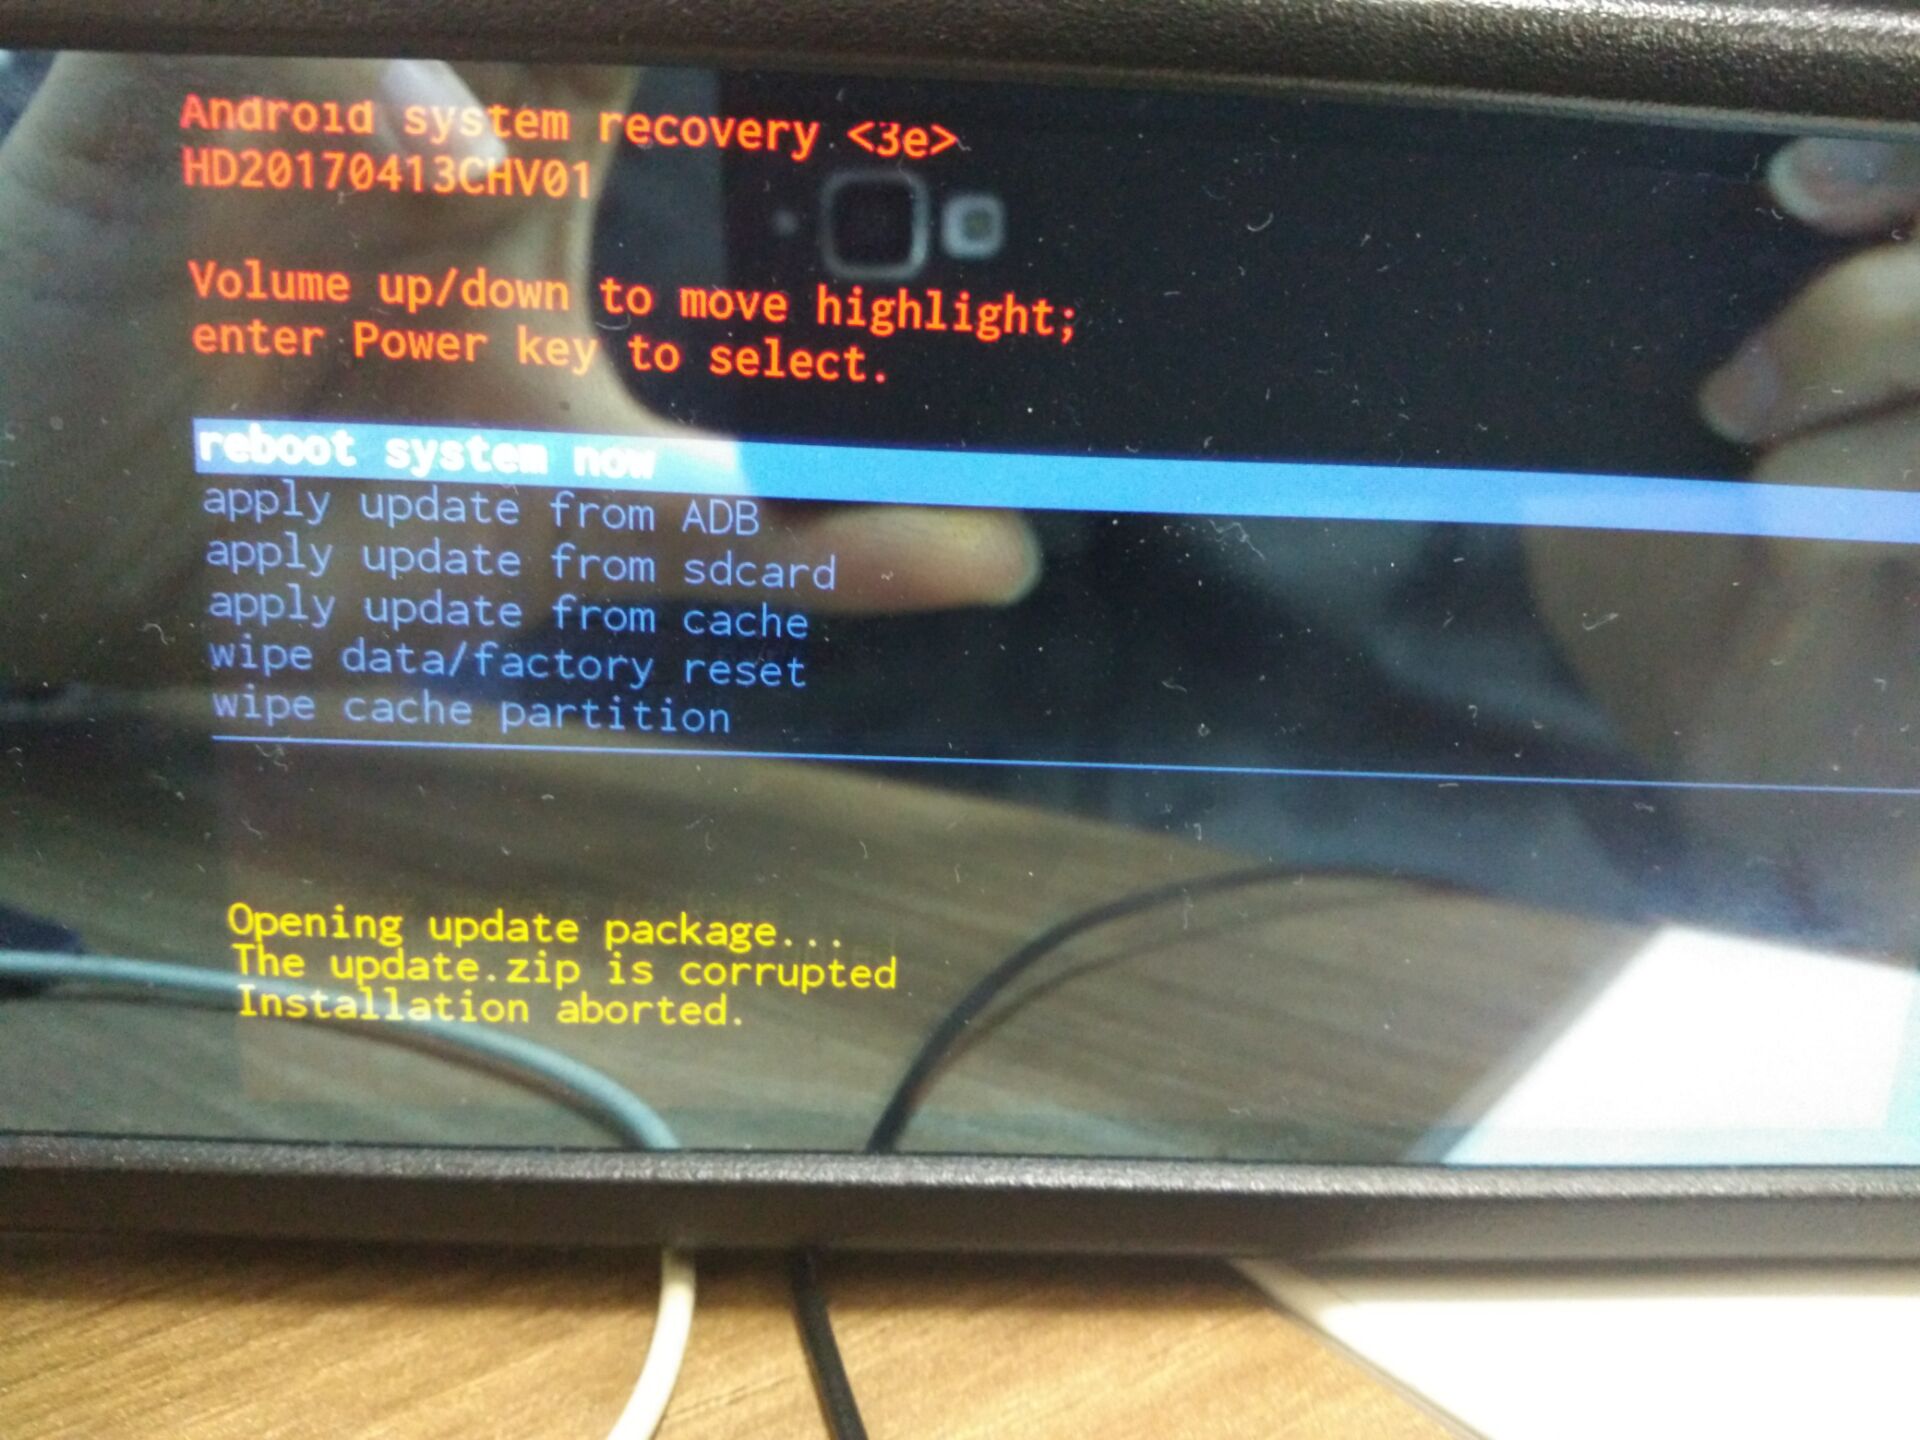 Android system recovery <3e>
HD20170413CHV01
Volume up/down to move highlight;
enter Power key to select.
reboot system now
apply update from ADB
apply update from sdcard
apply update from cache
wipe data/factory reset
wipe cache partition
Opening update package...
The update.zip is corrupted
Installation aborted.